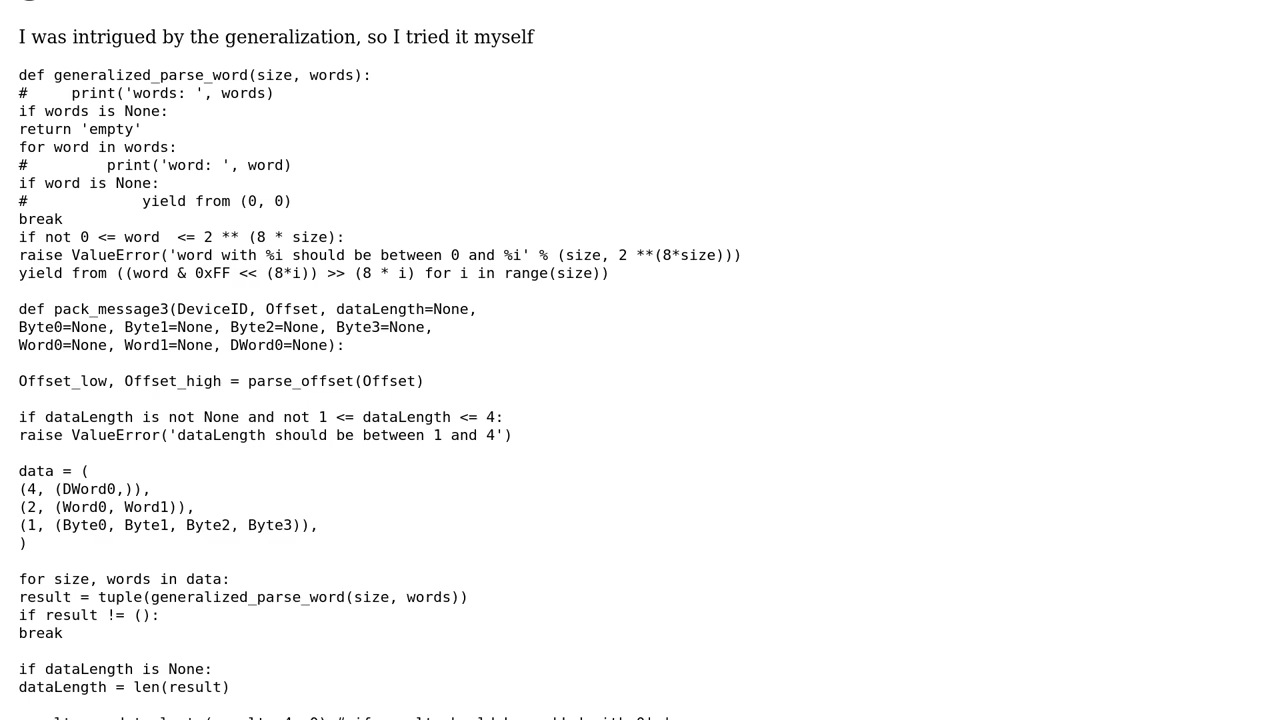 I was intrigued by the generalization, so I tried it myself
def generalized_parse_word(size, words):
#     print('words: ', words)
if words is None:
return 'empty'
for word in words:
#         print('word: ', word)
if word is None:
#             yield from (0, 0)
break
if not 0 <= word  <= 2 ** (8 * size):
raise ValueError('word with %i should be between 0 and %i' % (size, 2 **(8*size)))
yield from ((word & 0xFF << (8*i)) >> (8 * i) for i in range(size))

def pack_message3(DeviceID, Offset, dataLength=None,
Byte0=None, Byte1=None, Byte2=None, Byte3=None,
Word0=None, Word1=None, DWord0=None):

Offset_low, Offset_high = parse_offset(Offset)

if dataLength is not None and not 1 <= dataLength <= 4:
raise ValueError('dataLength should be between 1 and 4')

data = (
(4, (DWord0,)),
(2, (Word0, Word1)),
(1, (Byte0, Byte1, Byte2, Byte3)),
)

for size, words in data:
result = tuple(generalized_parse_word(size, words))
if result != ():
break

if dataLength is None:
dataLength = len(result)